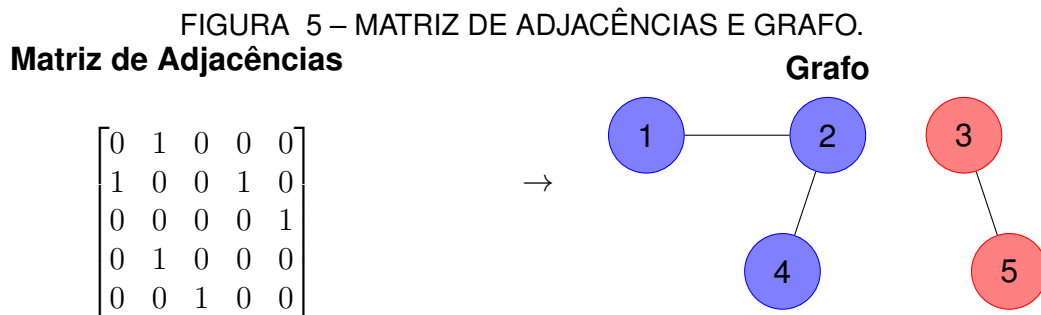 FIGURA 5 – MATRIZ DE ADJACÊNCIAS E GRAFO.
Matriz de Adjacências
Grafo
0 1 0 0 0
1 0 0 1 0
0 0 0 0 1
0 1 0 0 0
0 0 1 0 0
→
1 2 3
4 5